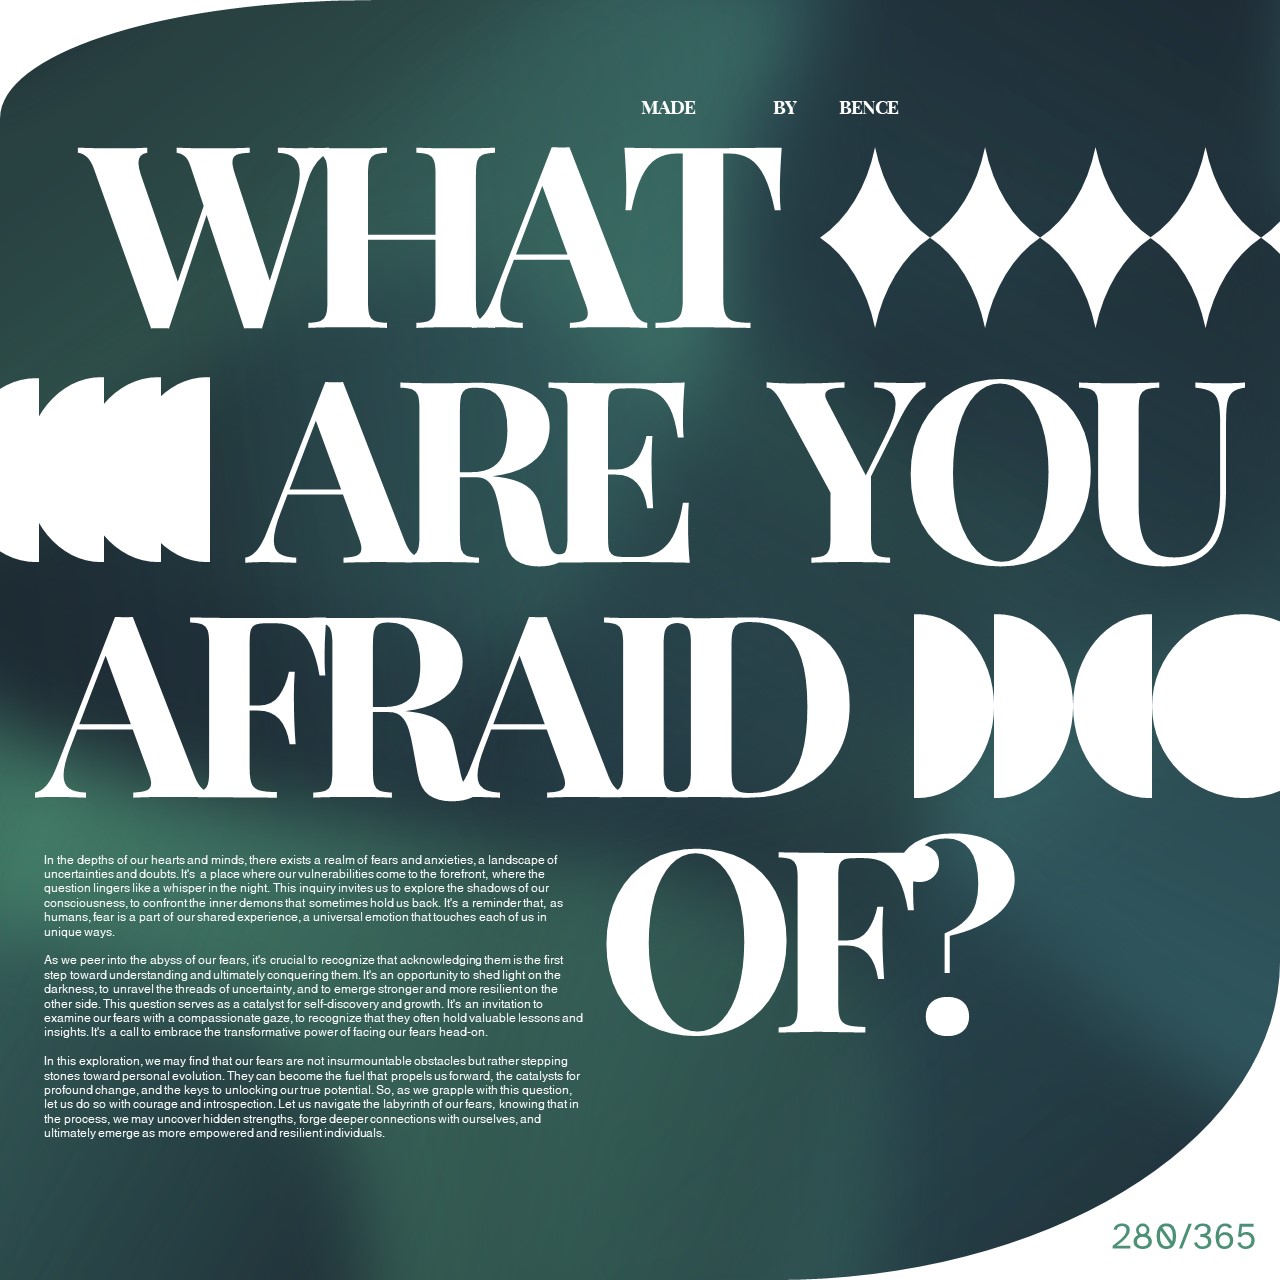 MADE BY BENCE
WHAT
ARE YOU
AFRAID
OF?
In the depths of our hearts and minds, there exists a realm of fears and anxieties, a landscape of
uncertainties and doubts. It's a place where our vulnerabilities come to the forefront, where the
question lingers like a whisper in the night. This inquiry invites us to explore the shadows of our
consciousness, to confront the inner demons that sometimes hold us back. It's a reminder that, as
humans, fear is a part of our shared experience, a universal emotion that touches each of us in
unique ways.
As we peer into the abyss of our fears, it's crucial to recognize that acknowledging them is the first
step toward understanding and ultimately conquering them. It's an opportunity to shed light on the
darkness, to unravel the threads of uncertainty, and to emerge stronger and more resilient on the
other side. This question serves as a catalyst for self-discovery and growth. It's an invitation to
examine our fears with a compassionate gaze, to recognize that they often hold valuable lessons and
insights. It's a call to embrace the transformative power of facing our fears head-on.
In this exploration, we may find that our fears are not insurmountable obstacles but rather stepping
stones toward personal evolution. They can become the fuel that propels us forward, the catalysts for
profound change, and the keys to unlocking our true potential. So, as we grapple with this question,
let us do so with courage and introspection. Let us navigate the labyrinth of our fears, knowing that in
the process, we may uncover hidden strengths, forge deeper connections with ourselves, and
ultimately emerge as more empowered and resilient individuals.
280/365